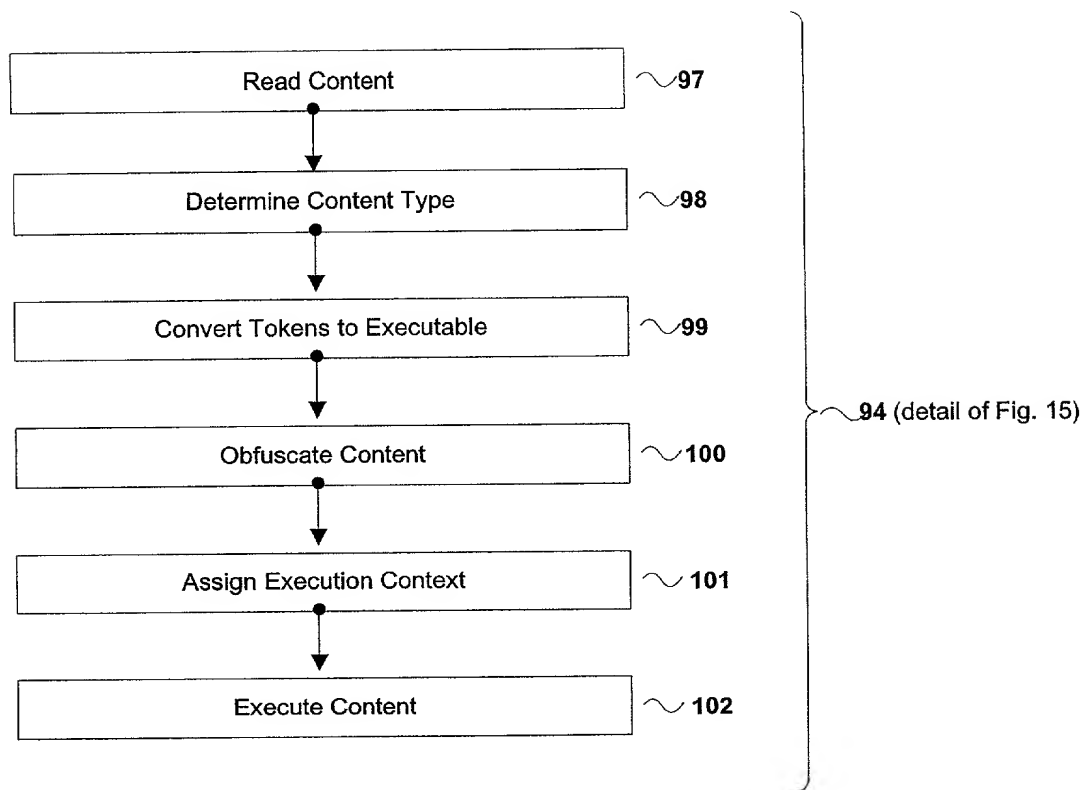 Read Content 97
Determine Content Type 98
Convert Tokens to Executable 99
94 (detail of Fig. 15)
Obfuscate Content 100
Assign Execution Context 101
Execute Content 102